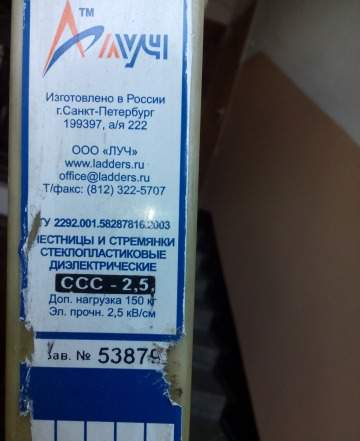 ЛУЧ
TM
Изготовлено в России
г.Санкт-Петербург
199397, а/я 222
ООО «ЛУЧ»
www.ladders.ru
office@ladders.ru
Т/факс: (812) 322-5707
ТУ 2292.001.58287816.2003
ЛЕСТНИЦЫ И СТРЕМЯНКИ
СТЕКЛОПЛАСТИКОВЫЕ
ДИЭЛЕКТРИЧЕСКИЕ
ССС - 2,5
Доп. нагрузка 150 кг
Эл. прочн. 2,5 кВ/см
Зав. № 53879